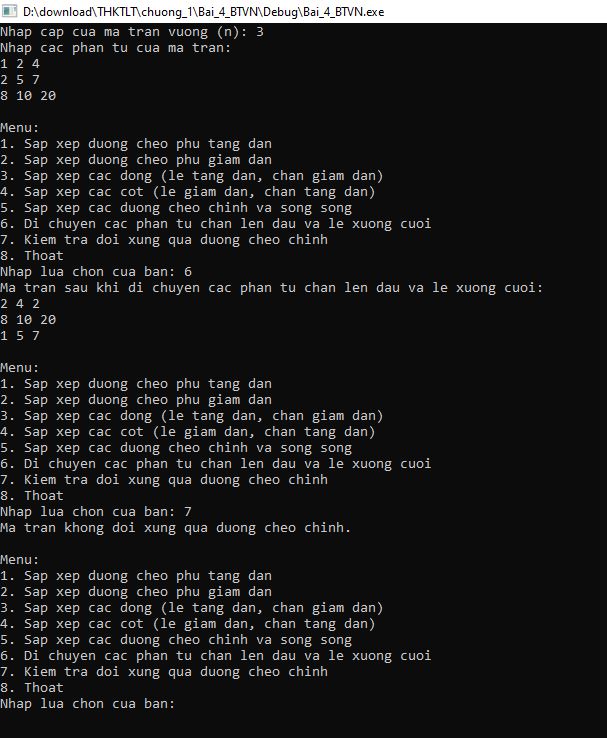 D:\download\THKTLT\chuong_1\Bai_4_BTVN\Debug\Bai_4_BTVN.exe
Nhap cap cua ma tran vuong (n): 3
Nhap cac phan tu cua ma tran:
1 2 4
2 5 7
8 10 20
Menu:
1. Sap xep duong cheo phu tang dan
2. Sap xep duong cheo phu giam dan
3. Sap xep cac dong (le tang dan, chan giam dan)
4. Sap xep cac cot (le giam dan, chan tang dan)
5. Sap xep cac duong cheo chinh va song song
6. Di chuyen cac phan tu chan len dau va le xuong cuoi
7. Kiem tra doi xung qua duong cheo chinh
8. Thoat
Nhap lua chon cua ban: 6
Ma tran sau khi di chuyen cac phan tu chan len dau va le xuong cuoi:
2 4 2
8 10 20
1 5 7
Menu:
1. Sap xep duong cheo phu tang dan
2. Sap xep duong cheo phu giam dan
3. Sap xep cac dong (le tang dan, chan giam dan)
4. Sap xep cac cot (le giam dan, chan tang dan)
5. Sap xep cac duong cheo chinh va song song
6. Di chuyen cac phan tu chan len dau va le xuong cuoi
7. Kiem tra doi xung qua duong cheo chinh
8. Thoat
Nhap lua chon cua ban: 7
Ma tran khong doi xung qua duong cheo chinh.
Menu:
1. Sap xep duong cheo phu tang dan
2. Sap xep duong cheo phu giam dan
3. Sap xep cac dong (le tang dan, chan giam dan)
4. Sap xep cac cot (le giam dan, chan tang dan)
5. Sap xep cac duong cheo chinh va song song
6. Di chuyen cac phan tu chan len dau va le xuong cuoi
7. Kiem tra doi xung qua duong cheo chinh
8. Thoat
Nhap lua chon cua ban: